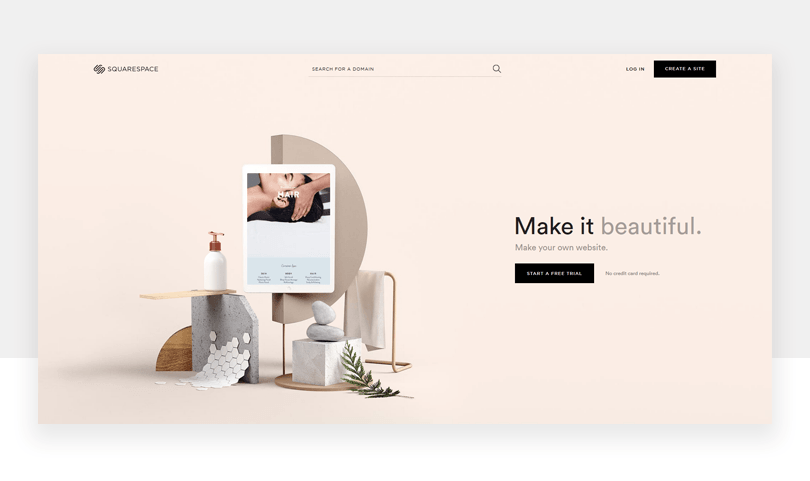 SQUARESPACE
SEARCH FOR A DOMAIN
LOG IN
CREATE A SITE
HAIR
Make it beautiful.
Make your own website.
START A FREE TRIAL
No credit card required.